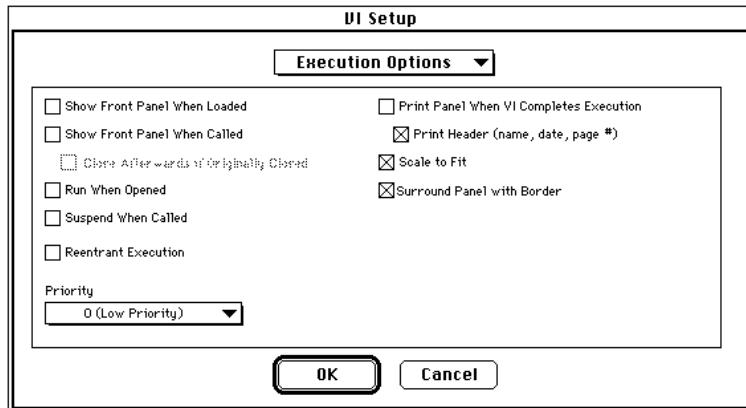 VI Setup
Execution Options
Show Front Panel When Loaded
Show Front Panel When Called
Close Afterwards if Originally Closed
Run When Opened
Suspend When Called
Reentrant Execution
Priority
0 (Low Priority)
Print Panel When VI Completes Execution
Print Header (name, date, page #)
Scale to Fit
Surround Panel with Border
OK
Cancel